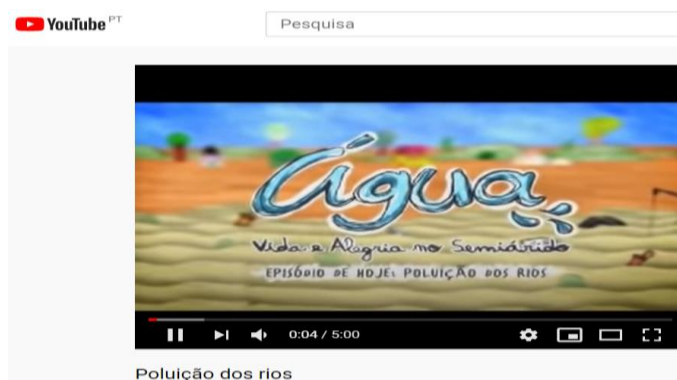 YouTube PT
Pesquisa
Água
Vida e Alegria no Semiárido
EPISÓDIO DE HOJE: POLUIÇÃO DOS RIOS
0:04 / 5:00
Poluição dos rios